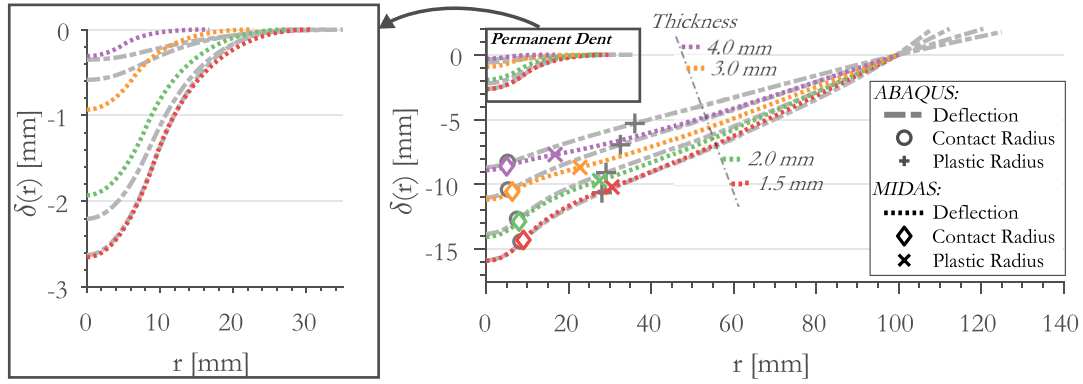 0
-1
-2
-3
δ(r) [mm]
0
10
20
30
r [mm]
Permanent Dent
Thickness
4.0 mm
3.0 mm
2.0 mm
1.5 mm
0
-5
-10
-15
δ(r) [mm]
0
20
40
60
80
100
120
140
r [mm]
ABAQUS:
Deflection
Contact Radius
Plastic Radius
MIDAS:
Deflection
Contact Radius
Plastic Radius